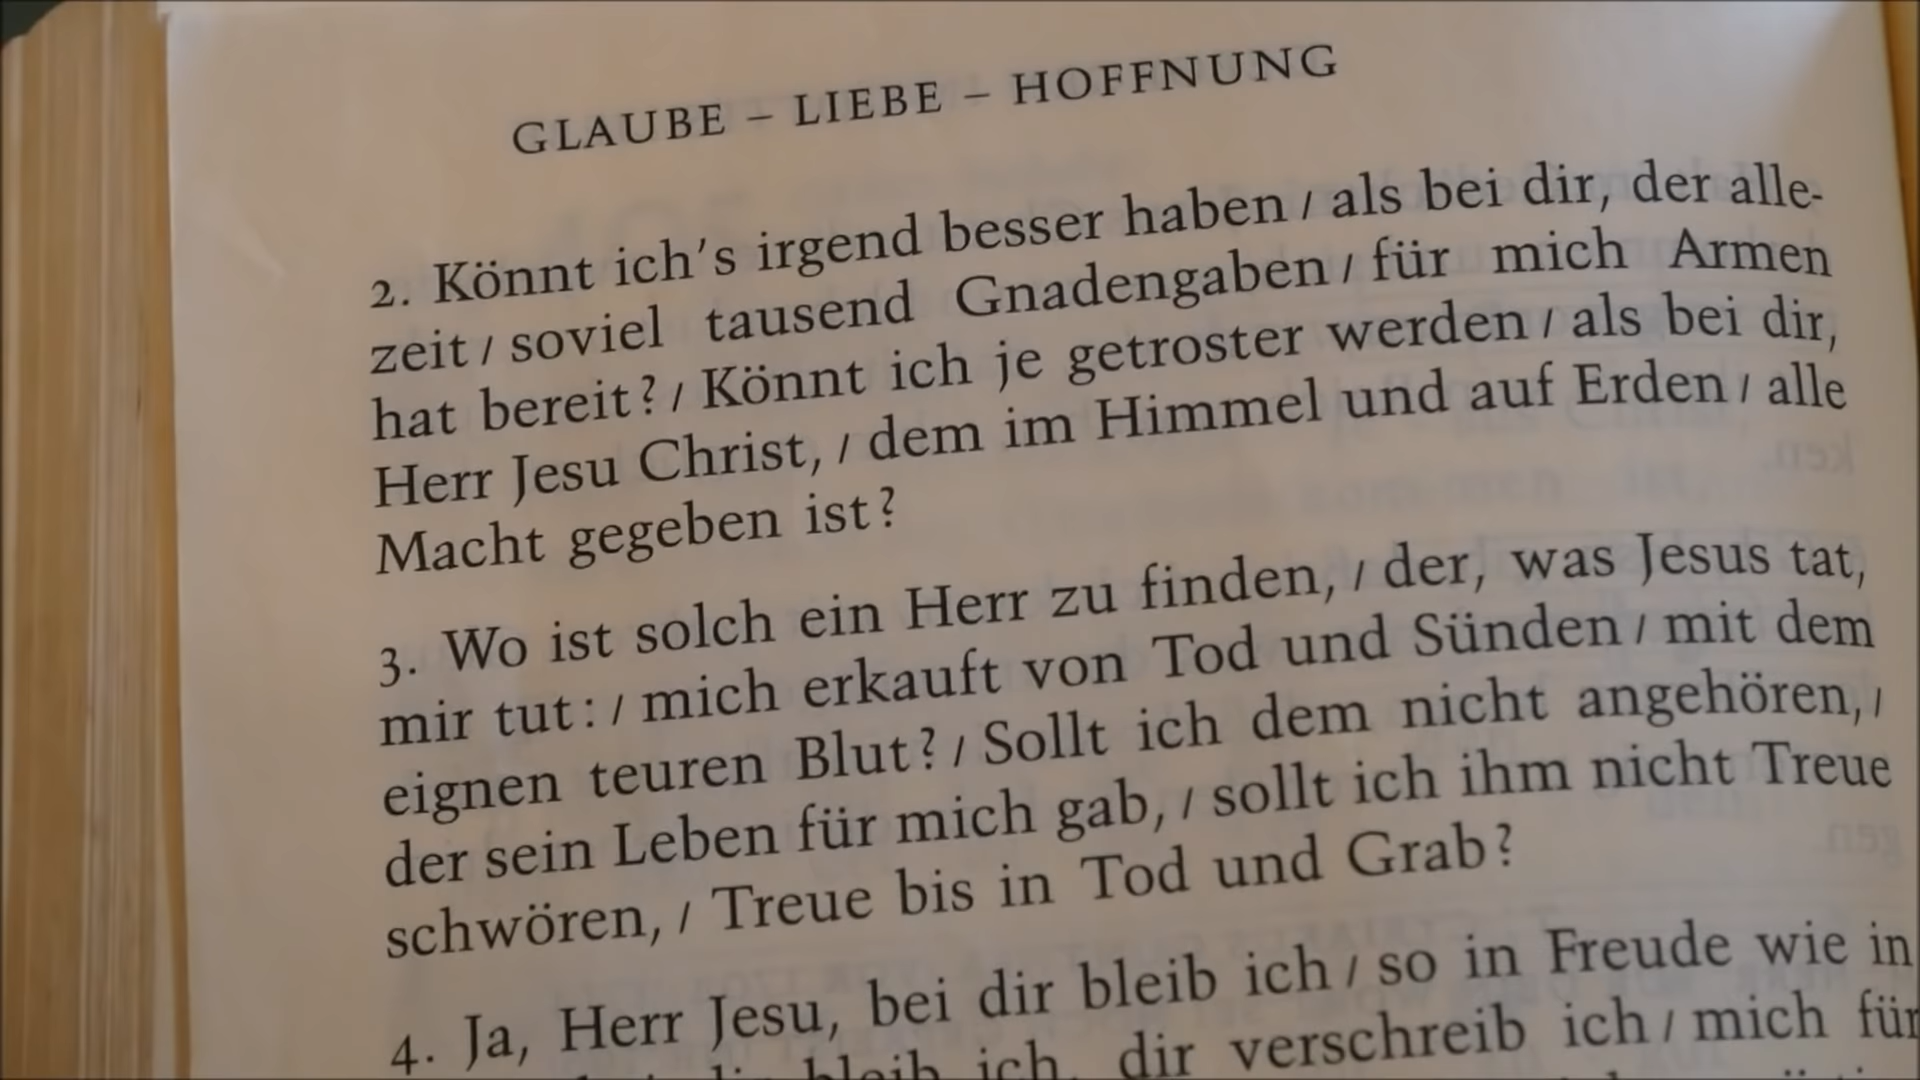 GLAUBE – LIEBE – HOFFNUNG
2. Könnt ich's irgend besser haben / als bei dir, der alle-
zeit / soviel tausend Gnadengaben / für mich Armen
hat bereit? / Könnt ich je getroster werden / als bei dir,
Herr Jesu Christ, / dem im Himmel und auf Erden / alle
Macht gegeben ist?
3. Wo ist solch ein Herr zu finden, / der, was Jesus tat,
mir tut: / mich erkauft von Tod und Sünden / mit dem
eignen teuren Blut? / Sollt ich dem nicht angehören, /
der sein Leben für mich gab, / sollt ich ihm nicht Treue
schwören, / Treue bis in Tod und Grab?
4. Ja, Herr Jesu, bei dir bleib ich / so in Freude wie in
bleib ich, dir verschreib ich / mich für